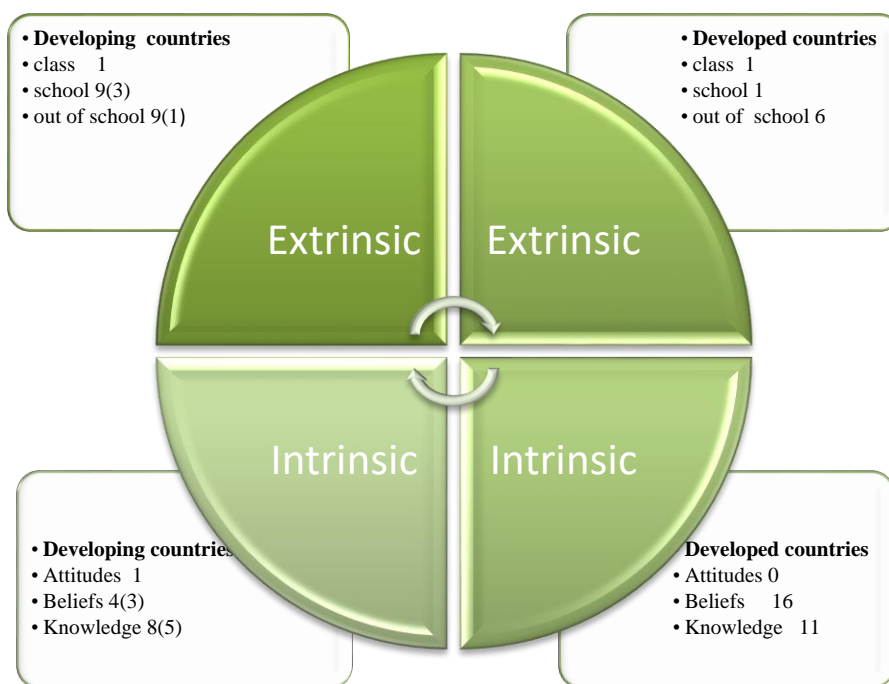 • Developing countries
• class 1
• school 9(3)
• out of school 9(1)
• Developed countries
• class 1
• school 1
• out of school 6
Extrinsic
Extrinsic
Intrinsic
Intrinsic
• Developing countries
• Attitudes 1
• Beliefs 4(3)
• Knowledge 8(5)
Developed countries
• Attitudes 0
• Beliefs 16
• Knowledge 11